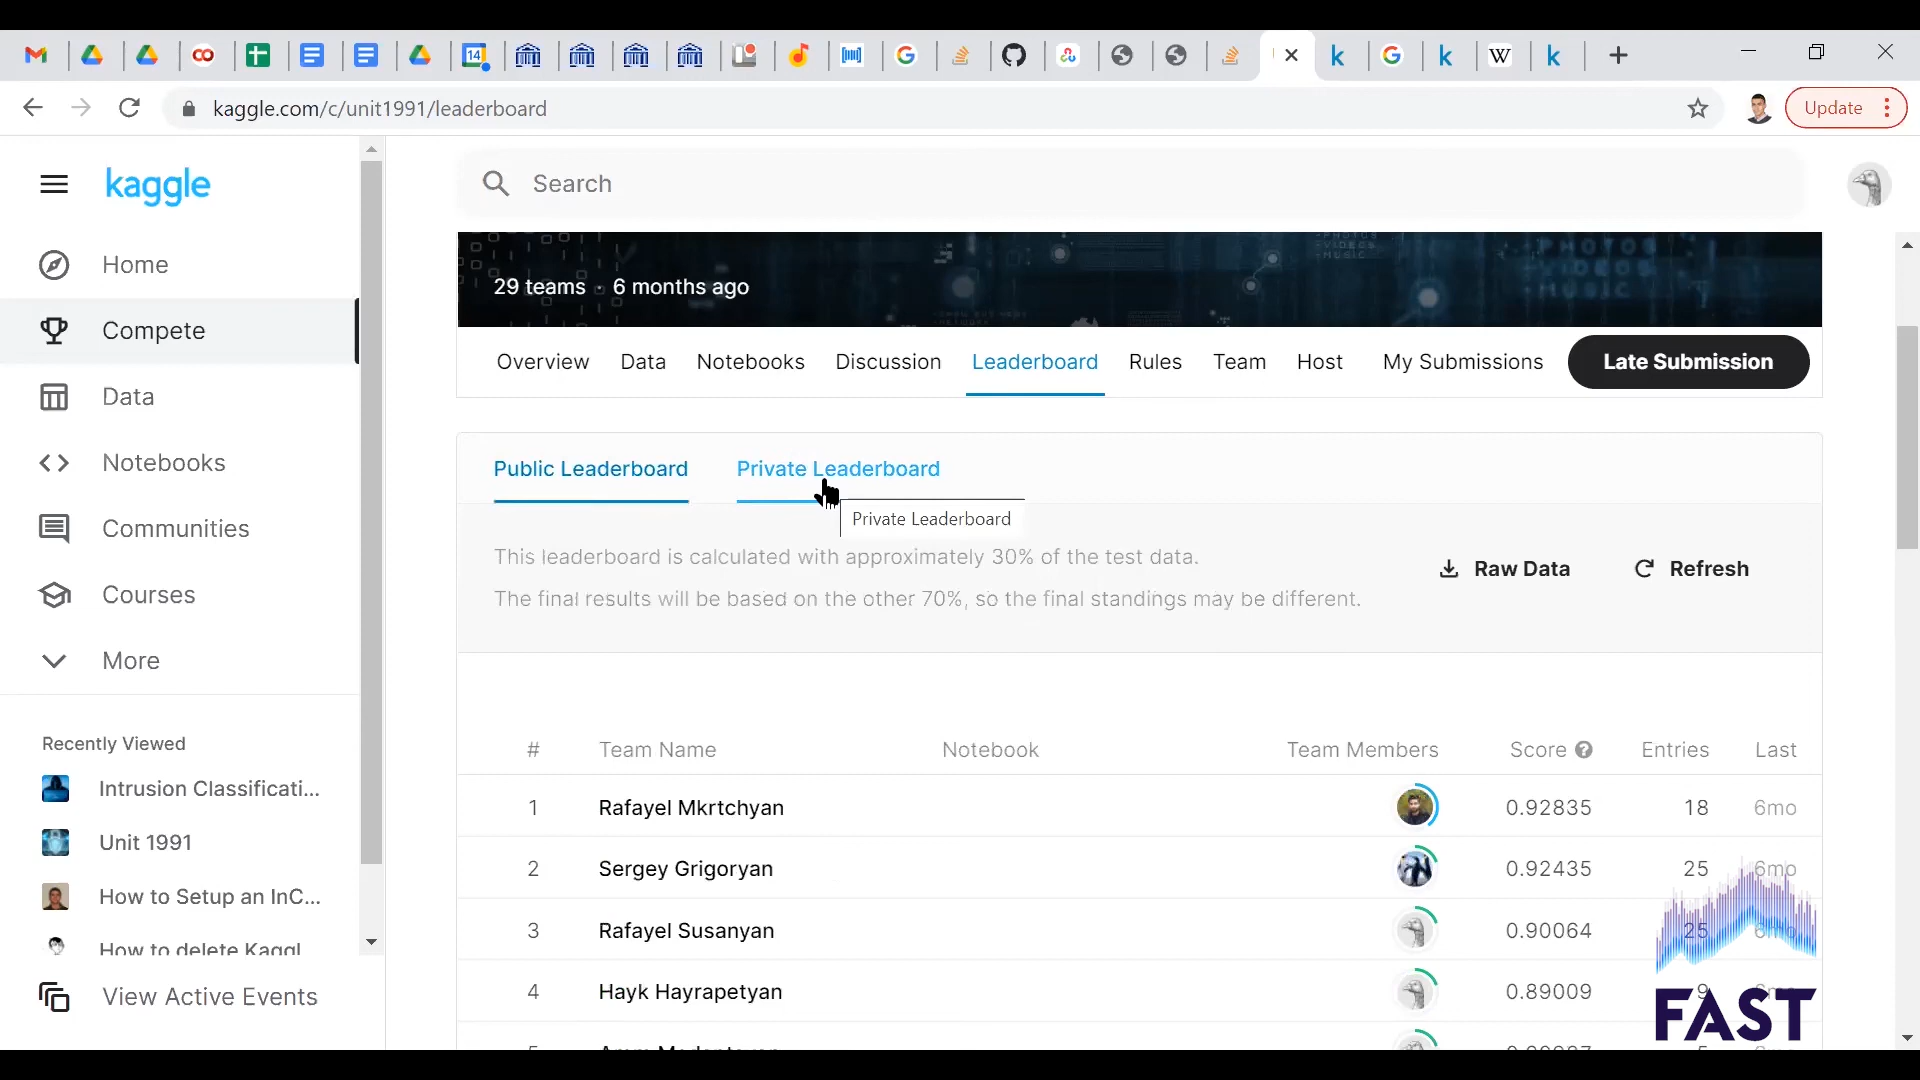 kaggle.com/c/unit1991/leaderboard
Update
kaggle
Search
Home
Compete
Data
Notebooks
Communities
Courses
More
Recently Viewed
Intrusion Classificati...
Unit 1991
How to Setup an InC...
How to delete Kaggl
View Active Events
29 teams · 6 months ago
Overview Data Notebooks Discussion Leaderboard Rules Team Host My Submissions Late Submission
Public Leaderboard Private Leaderboard
Private Leaderboard
This leaderboard is calculated with approximately 30% of the test data.
The final results will be based on the other 70%, so the final standings may be different.
Raw Data Refresh
# Team Name Notebook Team Members Score Entries Last
1 Rafayel Mkrtchyan 0.92835 18 6mo
2 Sergey Grigoryan 0.92435 25 6mo
3 Rafayel Susanyan 0.90064 25 6mo
4 Hayk Hayrapetyan 0.89009 9
FAST